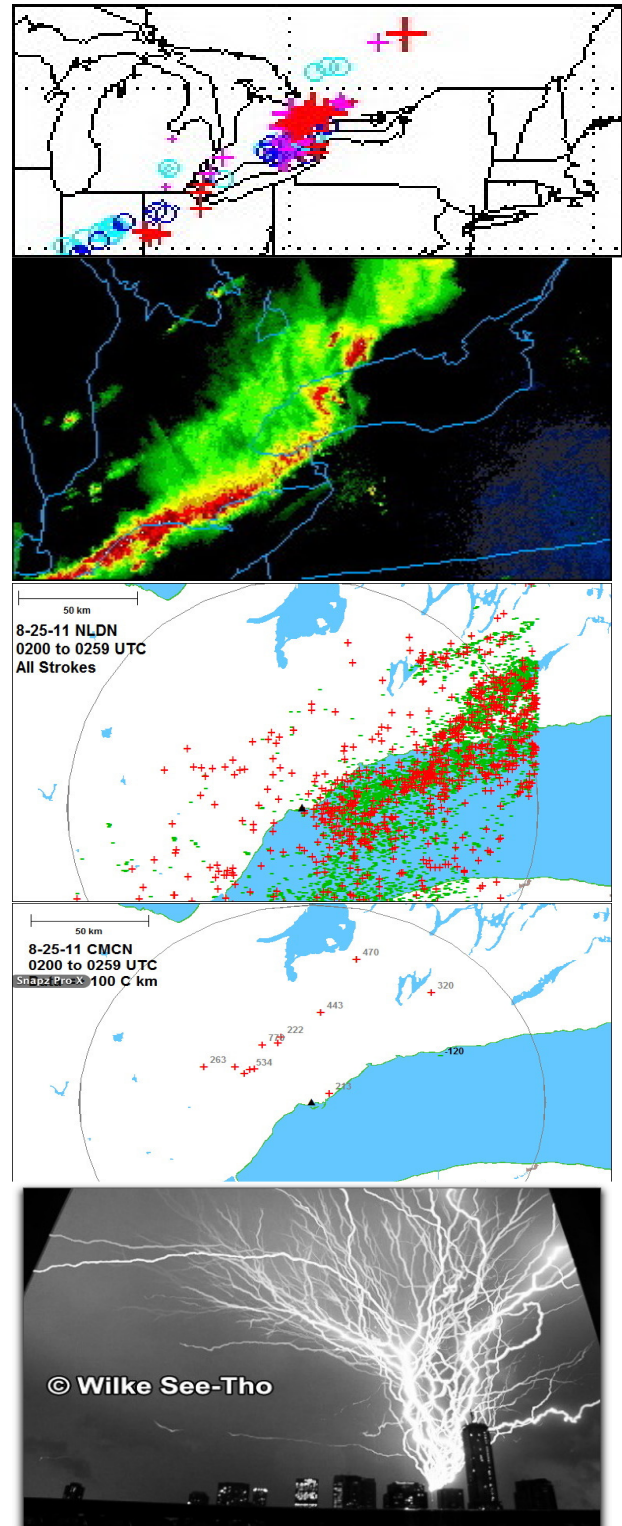 50 km
8-25-11 NLDN
0200 to 0259 UTC
All Strokes
50 km
8-25-11 CMCN
0200 to 0259 UTC
Snapz Pro X 100 C km
470
320
443
222
263
534
-120
213
© Wilke See-Tho